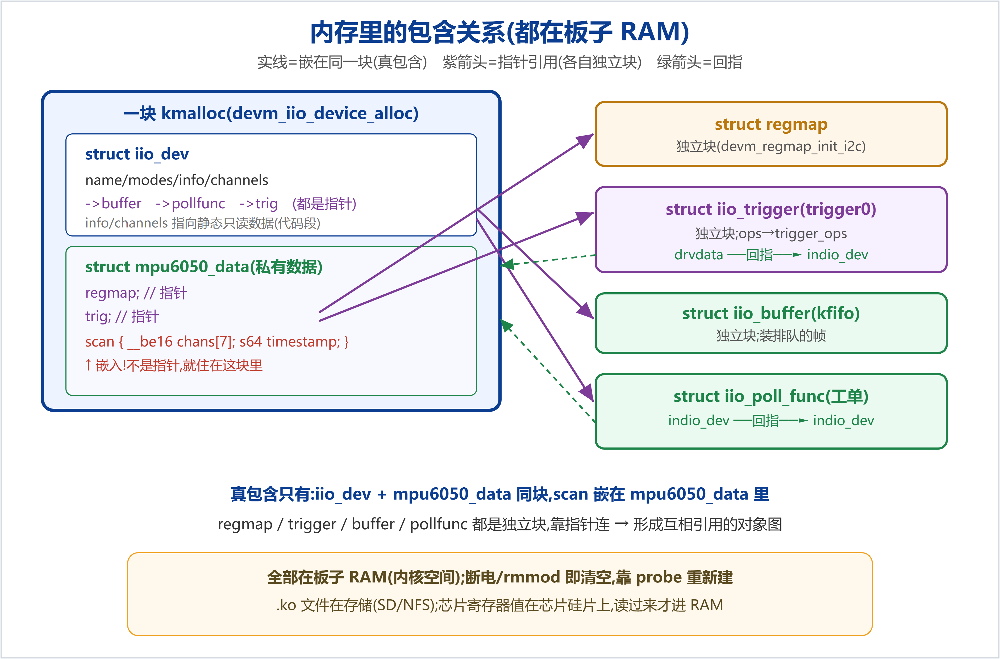 内存里的包含关系(都在板子 RAM)
实线=嵌在同一块(真包含) 紫箭头=指针引用(各自独立块) 绿箭头=回指
一块 kmalloc(devm_iio_device_alloc)
struct iio_dev
name/modes/info/channels
->buffer ->pollfunc ->trig (都是指针)
info/channels 指向静态只读数据(代码段)
struct mpu6050_data(私有数据)
regmap; // 指针
trig; // 指针
scan { __be16 chans[7]; s64 timestamp; }
↑ 嵌入!不是指针,就住在这块里
struct regmap
独立块(devm_regmap_init_i2c)
struct iio_trigger(trigger0)
独立块;ops→trigger_ops
drvdata ──回指──► indio_dev
struct iio_buffer(kfifo)
独立块;装排队的帧
struct iio_poll_func(工单)
indio_dev ──回指──► indio_dev
真包含只有:iio_dev + mpu6050_data 同块,scan 嵌在 mpu6050_data 里
regmap / trigger / buffer / pollfunc 都是独立块,靠指针连 → 形成互相引用的对象图
全部在板子 RAM(内核空间);断电/rmmod 即清空,靠 probe 重新建
.ko 文件在存储(SD/NFS);芯片寄存器值在芯片硅片上,读过来才进 RAM